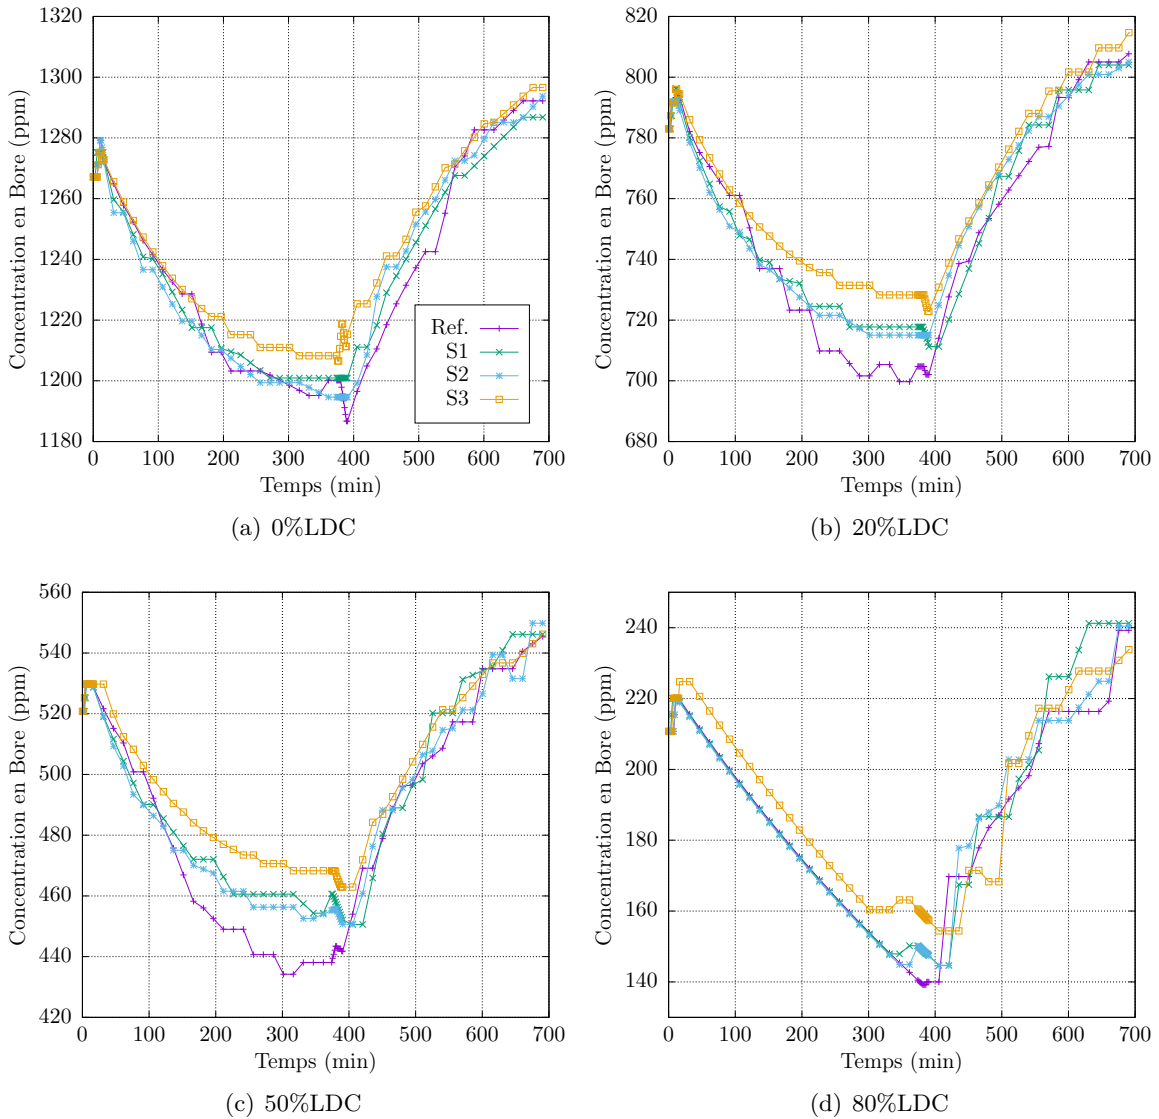 Concentration en Bore (ppm)
1320
1300
1280
1260
1240
1220
1200
1180
0 100 200 300 400 500 600 700
Temps (min)
Ref.
S1
S2
S3
(a) 0%LDC
Concentration en Bore (ppm)
820
800
780
760
740
720
700
680
0 100 200 300 400 500 600 700
Temps (min)
(b) 20%LDC
Concentration en Bore (ppm)
560
540
520
500
480
460
440
420
0 100 200 300 400 500 600 700
Temps (min)
(c) 50%LDC
Concentration en Bore (ppm)
240
220
200
180
160
140
0 100 200 300 400 500 600 700
Temps (min)
(d) 80%LDC